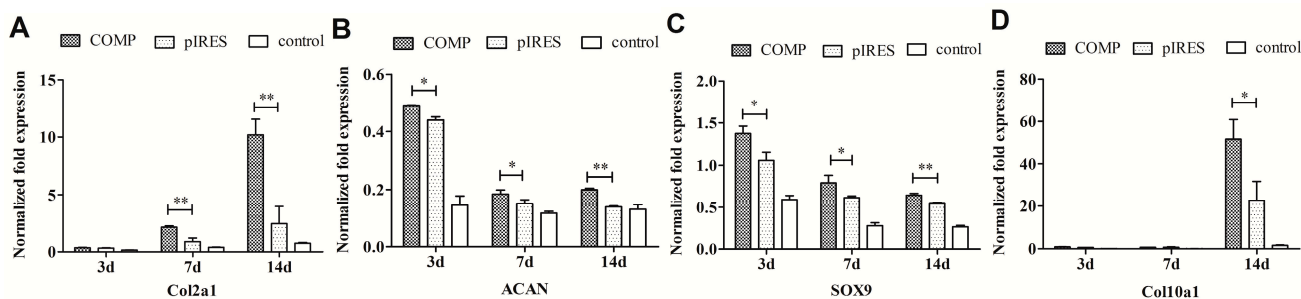 A
COMP pIRES control
Normalized fold expression
15
10
5
0
**
**
3d 7d 14d
Col2a1
B
COMP pIRES control
Normalized fold expression
0.6
0.4
0.2
0.0
*
*
**
3d 7d 14d
ACAN
C
COMP pIRES control
Normalized fold expression
2.0
1.5
1.0
0.5
0.0
*
*
**
3d 7d 14d
SOX9
D
COMP pIRES control
Normalized fold expression
80
60
40
20
0
*
3d 7d 14d
Col10a1